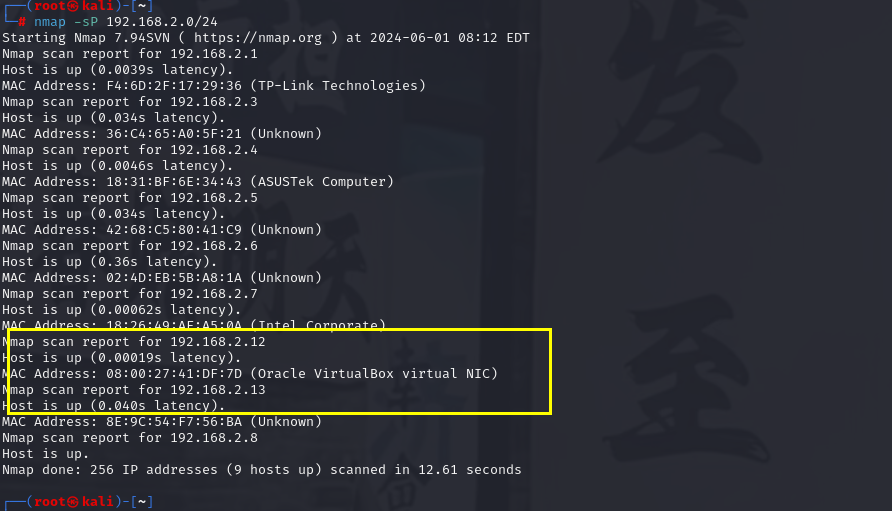 ┌──(root㉿kali)-[~]
└─# nmap -sP 192.168.2.0/24
Starting Nmap 7.94SVN ( https://nmap.org ) at 2024-06-01 08:12 EDT
Nmap scan report for 192.168.2.1
Host is up (0.0039s latency).
MAC Address: F4:6D:2F:17:29:36 (TP-Link Technologies)
Nmap scan report for 192.168.2.3
Host is up (0.034s latency).
MAC Address: 36:C4:65:A0:5F:21 (Unknown)
Nmap scan report for 192.168.2.4
Host is up (0.0046s latency).
MAC Address: 18:31:BF:6E:34:43 (ASUSTek Computer)
Nmap scan report for 192.168.2.5
Host is up (0.034s latency).
MAC Address: 42:68:C5:80:41:C9 (Unknown)
Nmap scan report for 192.168.2.6
Host is up (0.36s latency).
MAC Address: 02:4D:EB:5B:A8:1A (Unknown)
Nmap scan report for 192.168.2.7
Host is up (0.00062s latency).
MAC Address: 18:26:49:AE:A5:0A (Intel Corporate)
Nmap scan report for 192.168.2.12
Host is up (0.00019s latency).
MAC Address: 08:00:27:41:DF:7D (Oracle VirtualBox virtual NIC)
Nmap scan report for 192.168.2.13
Host is up (0.040s latency).
MAC Address: 8E:9C:54:F7:56:BA (Unknown)
Nmap scan report for 192.168.2.8
Host is up.
Nmap done: 256 IP addresses (9 hosts up) scanned in 12.61 seconds
┌──(root㉿kali)-[~]
发
至